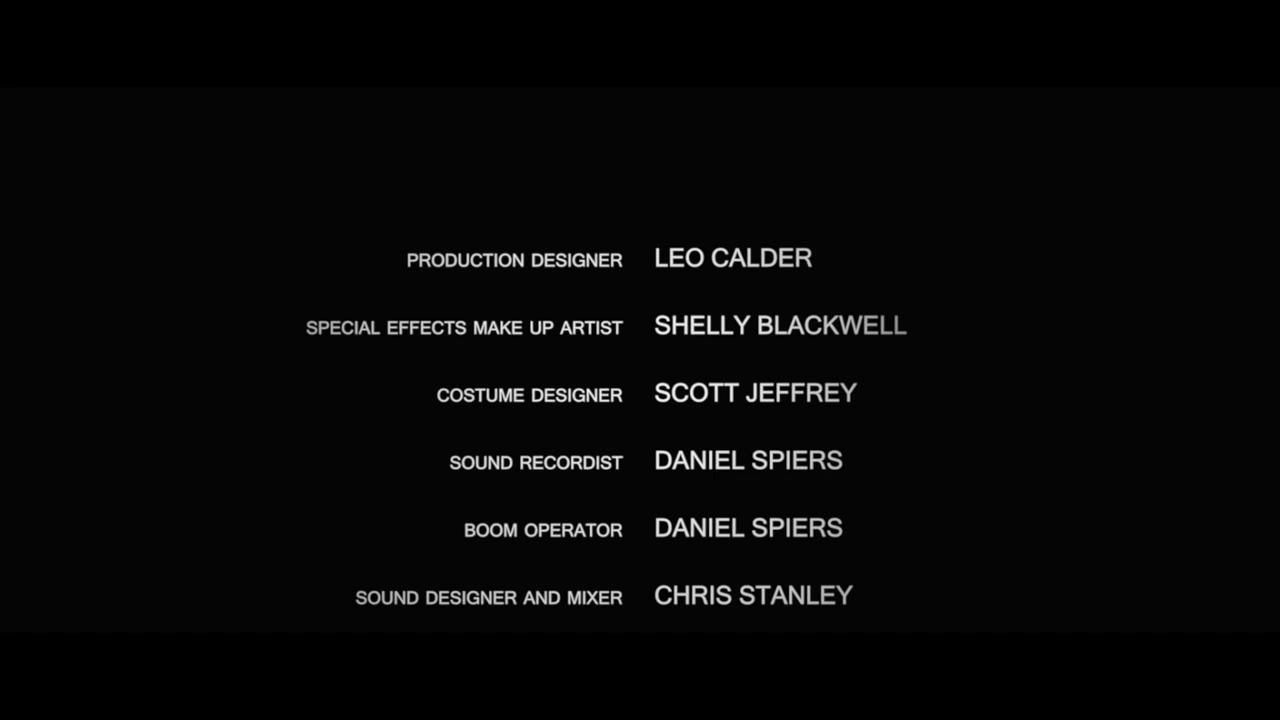 PRODUCTION DESIGNER LEO CALDER
SPECIAL EFFECTS MAKE UP ARTIST SHELLY BLACKWELL
COSTUME DESIGNER SCOTT JEFFREY
SOUND RECORDIST DANIEL SPIERS
BOOM OPERATOR DANIEL SPIERS
SOUND DESIGNER AND MIXER CHRIS STANLEY